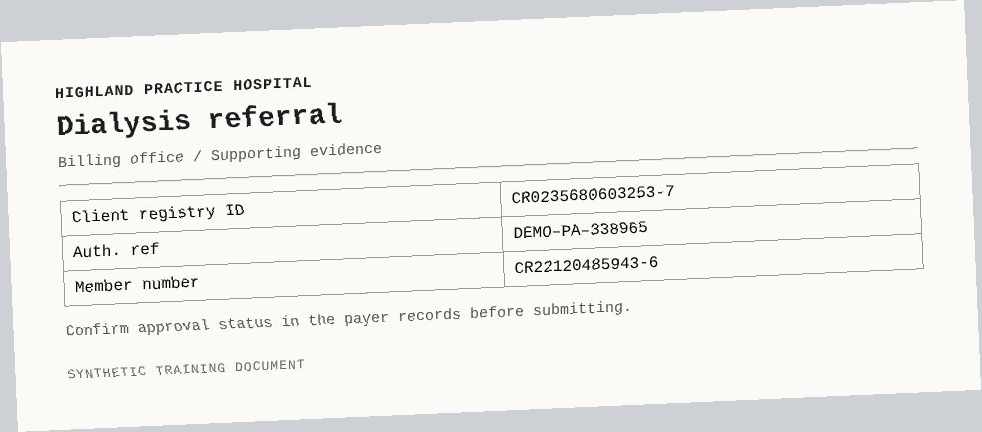 HIGHLAND PRACTICE HOSPITAL
Dialysis referral
Billing office / Supporting evidence
Client registry ID CR0235680603253-7
Auth. ref DEMO-PA-338965
Member number CR22120485943-6
Confirm approval status in the payer records before submitting.
SYNTHETIC TRAINING DOCUMENT